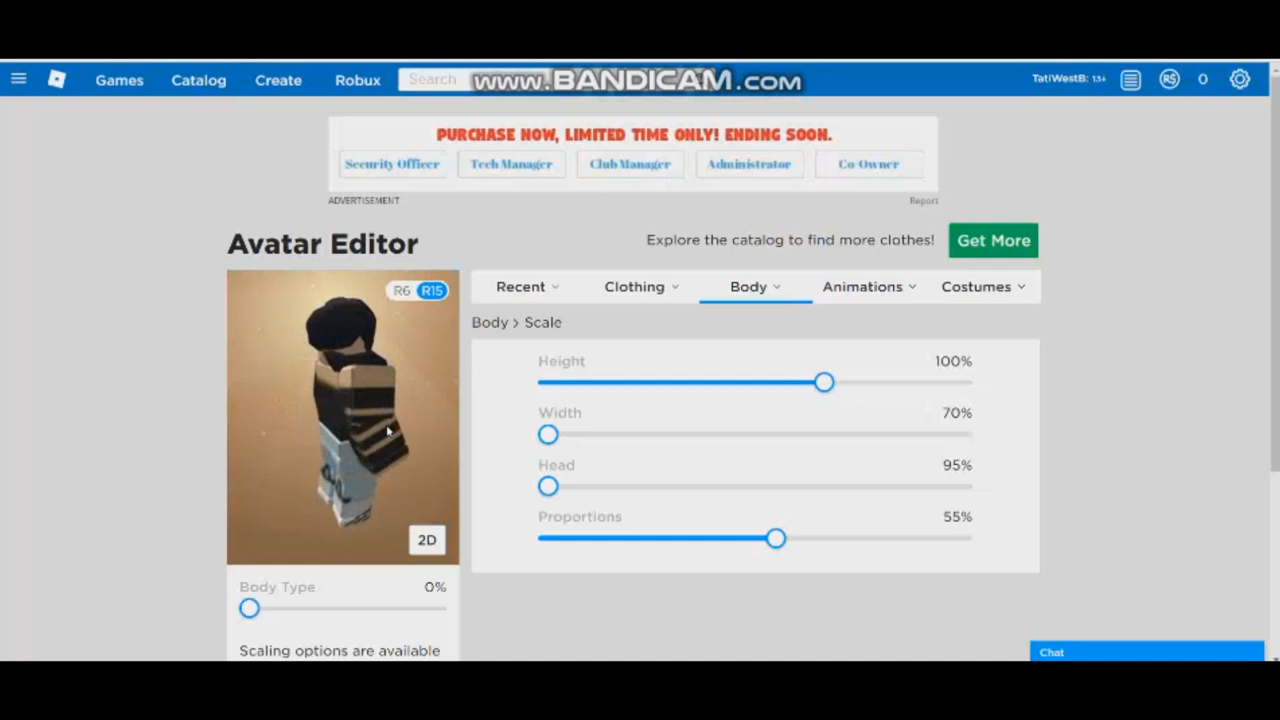 Games Catalog Create Robux Search www.BANDICAM.com TatiWestB: 13+ R$ 0
PURCHASE NOW, LIMITED TIME ONLY! ENDING SOON.
Security Officer Tech Manager Club Manager Administrator Co-Owner
ADVERTISEMENT Report
Avatar Editor Explore the catalog to find more clothes! Get More
R6 R15 Recent Clothing Body Animations Costumes
Body > Scale
Height 100%
Width 70%
Head 95%
Proportions 55%
2D
Body Type 0%
Scaling options are available
Chat